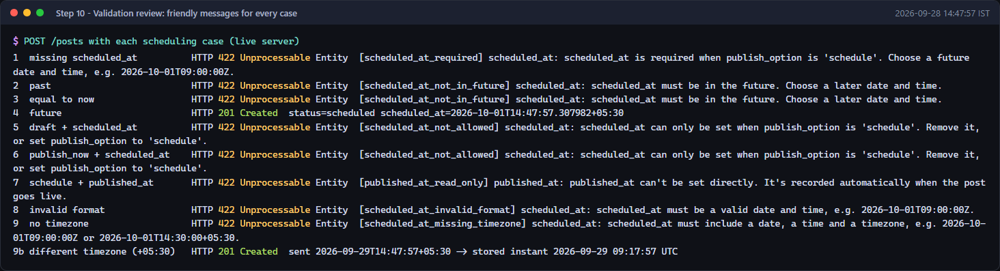 Step 10 - Validation review: friendly messages for every case
2026-09-28 14:47:57 IST
$ POST /posts with each scheduling case (live server)
1  missing scheduled_at          HTTP 422 Unprocessable Entity  [scheduled_at_required] scheduled_at: scheduled_at is required when publish_option is 'schedule'. Choose a future
date and time, e.g. 2026-10-01T09:00:00Z.
2  past                          HTTP 422 Unprocessable Entity  [scheduled_at_not_in_future] scheduled_at: scheduled_at must be in the future. Choose a later date and time.
3  equal to now                  HTTP 422 Unprocessable Entity  [scheduled_at_not_in_future] scheduled_at: scheduled_at must be in the future. Choose a later date and time.
4  future                        HTTP 201 Created  status=scheduled scheduled_at=2026-10-01T14:47:57.307982+05:30
5  draft + scheduled_at          HTTP 422 Unprocessable Entity  [scheduled_at_not_allowed] scheduled_at: scheduled_at can only be set when publish_option is 'schedule'. Remove it,
or set publish_option to 'schedule'.
6  publish_now + scheduled_at    HTTP 422 Unprocessable Entity  [scheduled_at_not_allowed] scheduled_at: scheduled_at can only be set when publish_option is 'schedule'. Remove it,
or set publish_option to 'schedule'.
7  schedule + published_at       HTTP 422 Unprocessable Entity  [published_at_read_only] published_at: published_at can't be set directly. It's recorded automatically when the post
goes live.
8  invalid format                HTTP 422 Unprocessable Entity  [scheduled_at_invalid_format] scheduled_at: scheduled_at must be a valid date and time, e.g. 2026-10-01T09:00:00Z.
9  no timezone                   HTTP 422 Unprocessable Entity  [scheduled_at_missing_timezone] scheduled_at: scheduled_at must include a date, a time and a timezone, e.g. 2026-10-
01T09:00:00Z or 2026-10-01T14:30:00+05:30.
9b different timezone (+05:30)   HTTP 201 Created  sent 2026-09-29T14:47:57+05:30 -> stored instant 2026-09-29 09:17:57 UTC